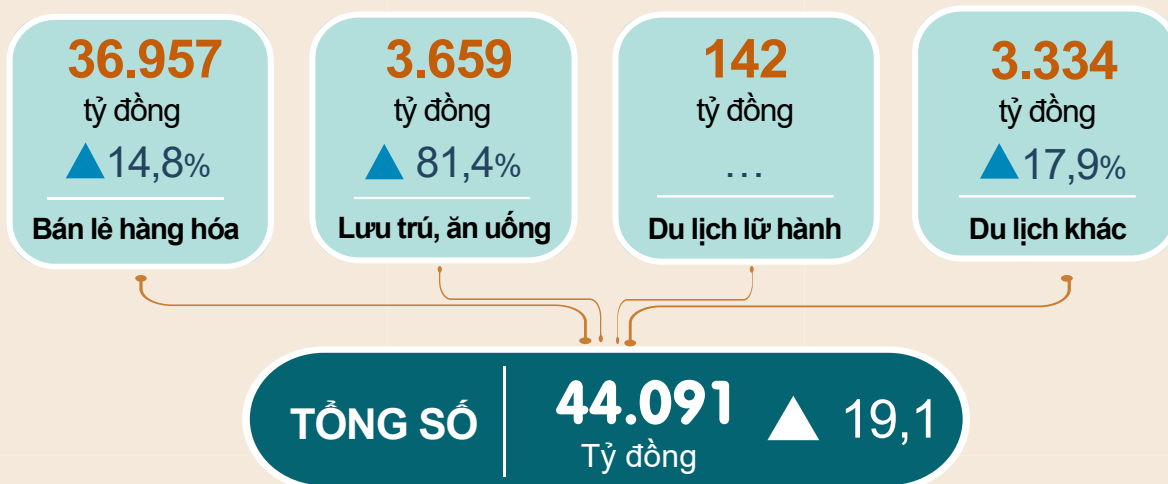 36.957
tỷ đồng
▲14,8%
Bán lẻ hàng hóa
3.659
tỷ đồng
▲ 81,4%
Lưu trú, ăn uống
142
tỷ đồng
...
Du lịch lữ hành
3.334
tỷ đồng
▲17,9%
Du lịch khác
TỔNG SỐ
44.091
Tỷ đồng
▲ 19,1